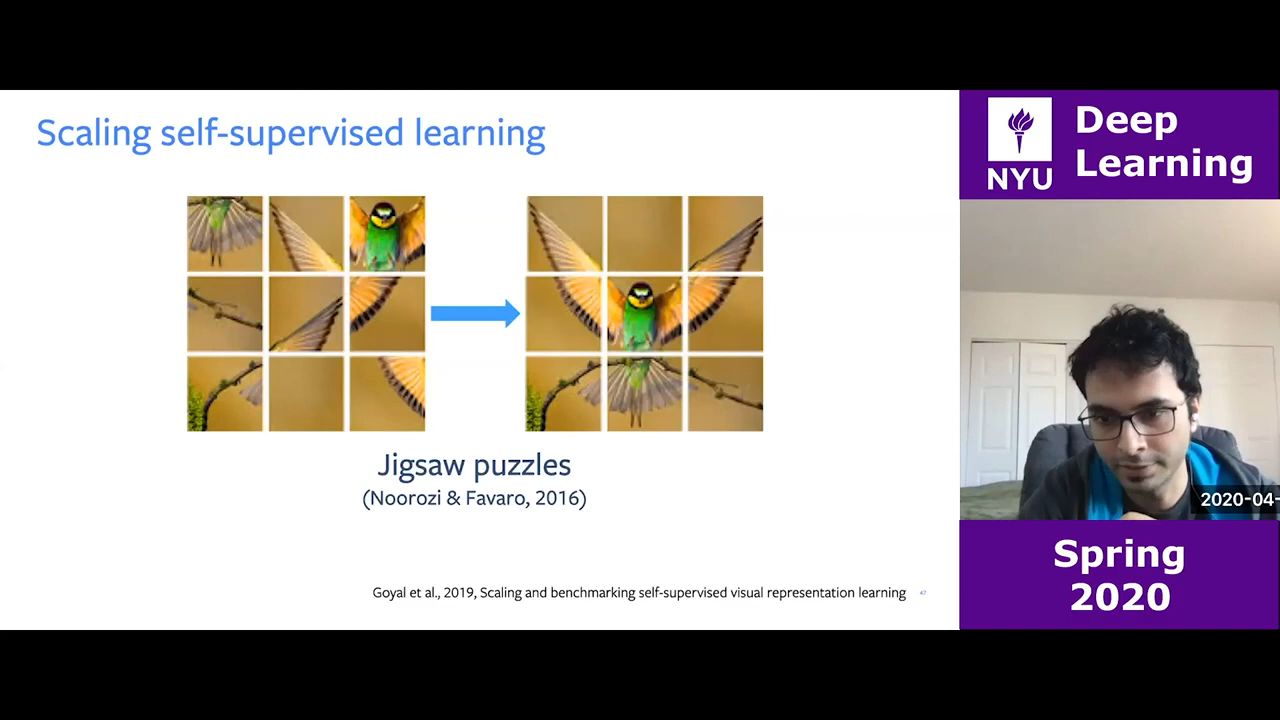 Scaling self-supervised learning
Jigsaw puzzles
(Noorozi & Favaro, 2016)
Goyal et al., 2019, Scaling and benchmarking self-supervised visual representation learning
47
NYU
Deep
Learning
2020-04-
Spring
2020